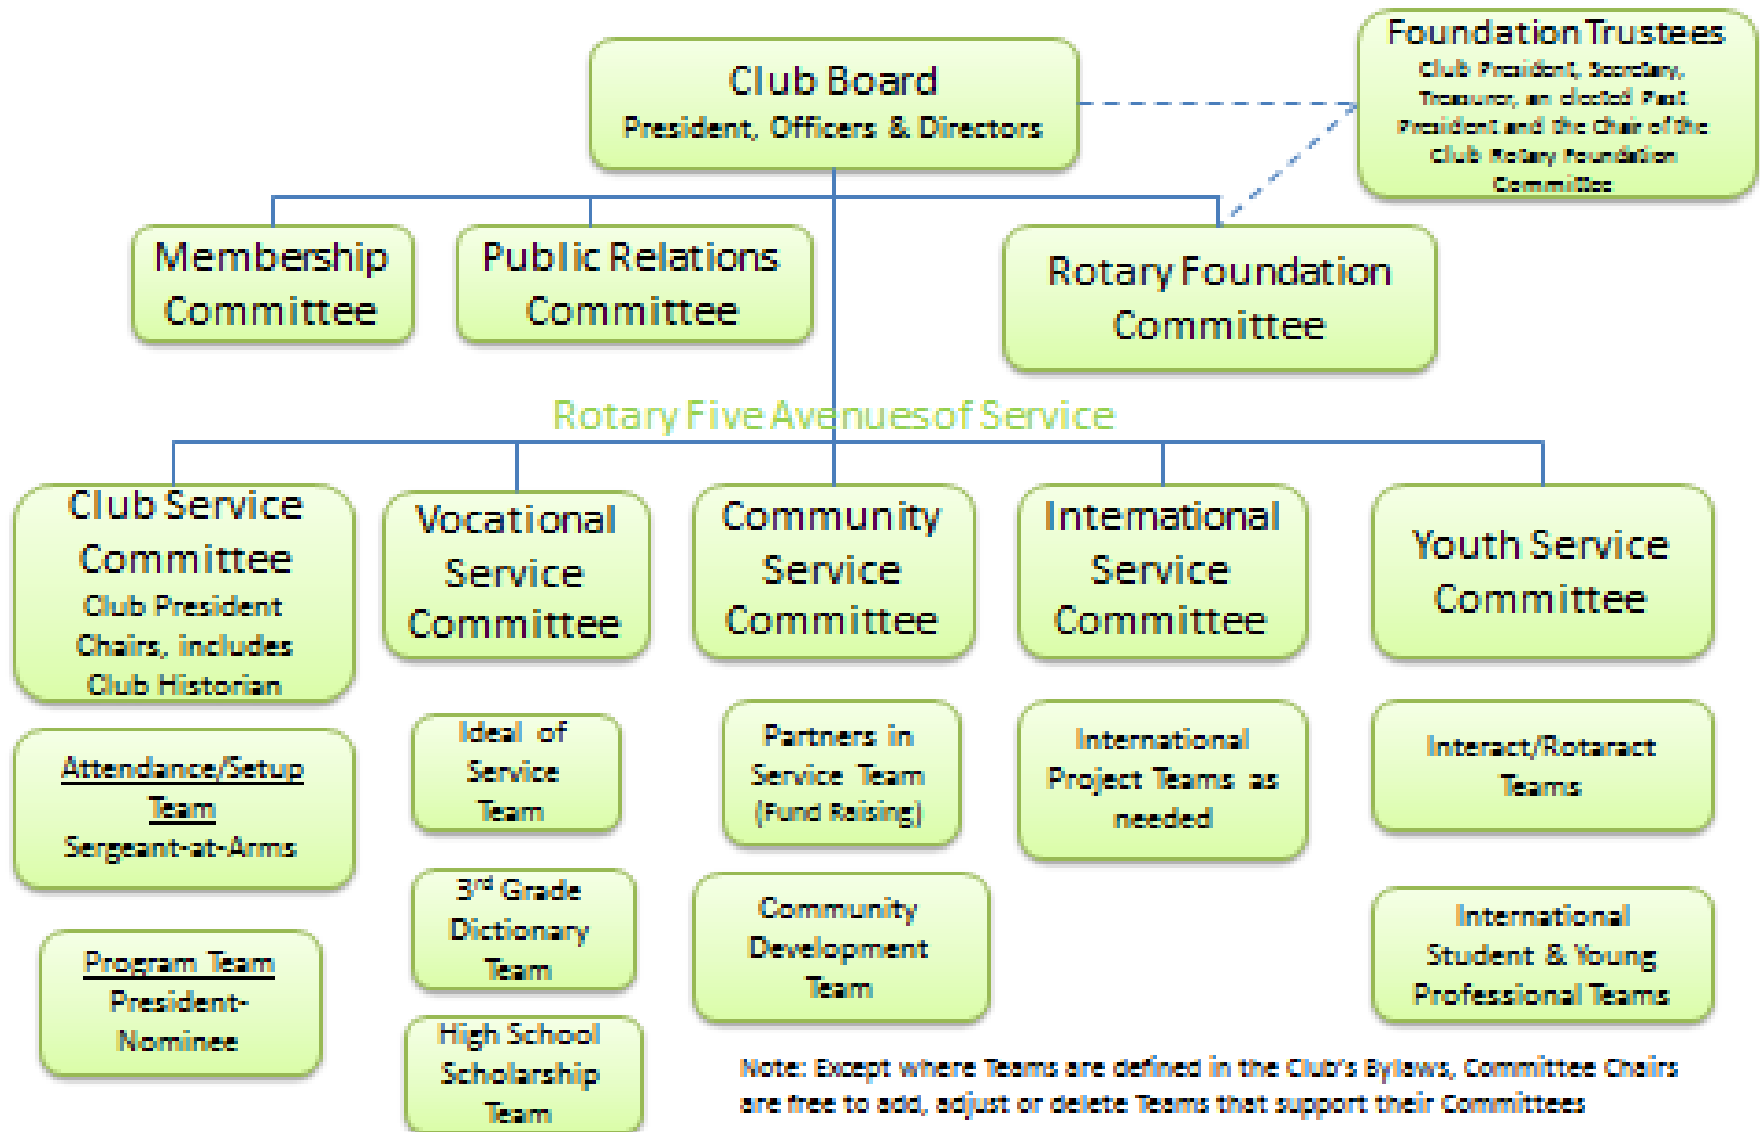 Club Board
President, Officers & Directors
Foundation Trustees
Club President, Secretary,
Treasurer, an elected Past
President and the Chair of the
Club Rotary Foundation
Committee
Membership
Committee
Public Relations
Committee
Rotary Foundation
Committee
Rotary Five Avenues of Service
Club Service
Committee
Club President
Chairs, includes
Club Historian
Vocational
Service
Committee
Community
Service
Committee
International
Service
Committee
Youth Service
Committee
Attendance/Setup
Team
Sergeant-at-Arms
Program Team
President-
Nominee
Ideal of
Service
Team
3rd Grade
Dictionary
Team
High School
Scholarship
Team
Partners in
Service Team
(Fund Raising)
Community
Development
Team
International
Project Teams as
needed
Interact/Rotaract
Teams
International
Student & Young
Professional Teams
Note: Except where Teams are defined in the Club's Bylaws, Committee Chairs
are free to add, adjust or delete Teams that support their Committees